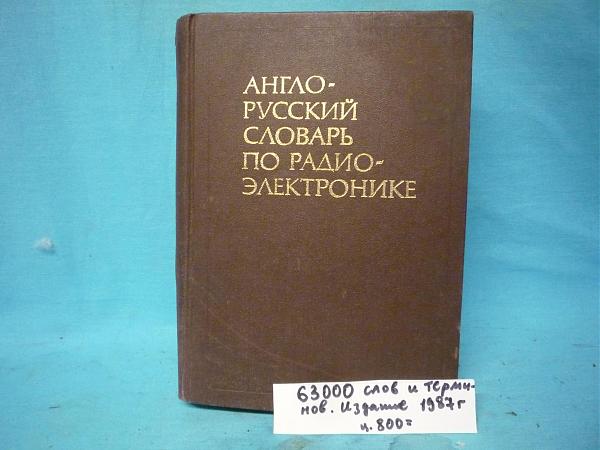 АНГЛО-
РУССКИЙ
СЛОВАРЬ
ПО РАДИО-
ЭЛЕКТРОНИКЕ
63000 слов и терми-
нов. Издание 1987г
ц.800=